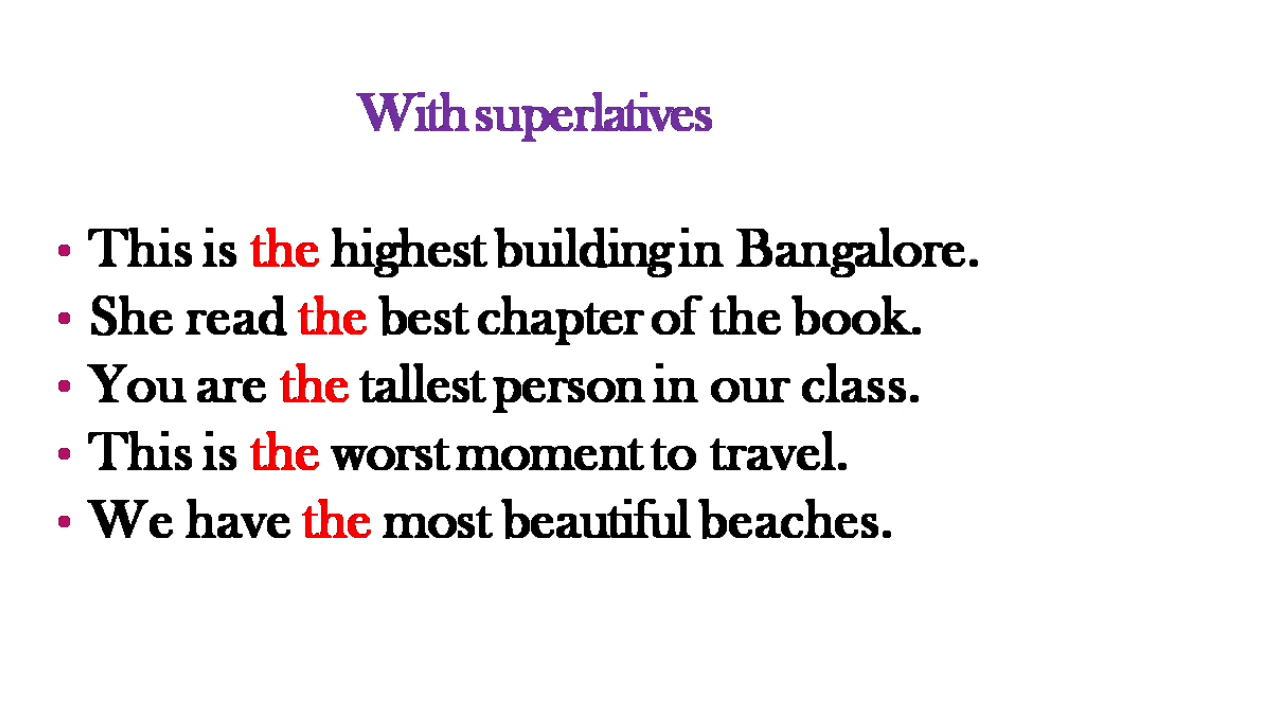 With superlatives
• This is the highest building in Bangalore.
• She read the best chapter of the book.
• You are the tallest person in our class.
• This is the worst moment to travel.
• We have the most beautiful beaches.